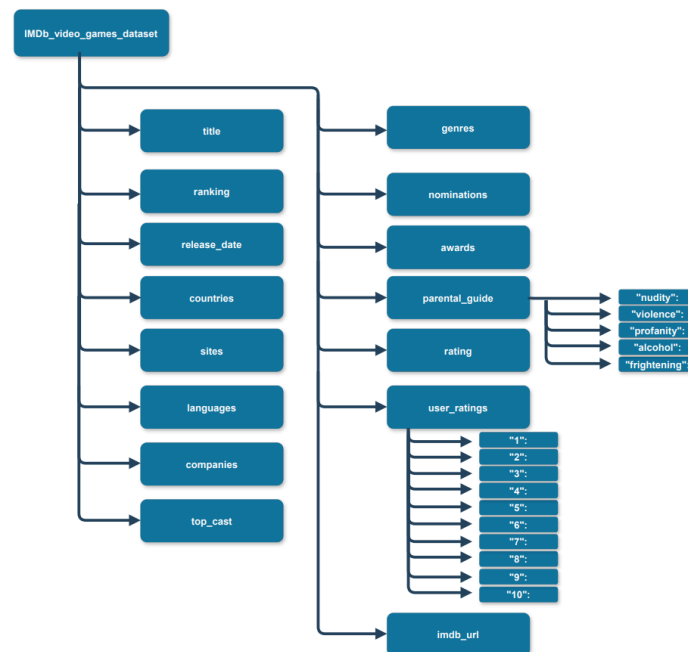 IMDb_video_games_dataset
title
ranking
release_date
countries
sites
languages
companies
top_cast
genres
nominations
awards
parental_guide
"nudity":
"violence":
"profanity":
"alcohol":
"frightening":
rating
user_ratings
"1":
"2":
"3":
"4":
"5":
"6":
"7":
"8":
"9":
"10":
imdb_url